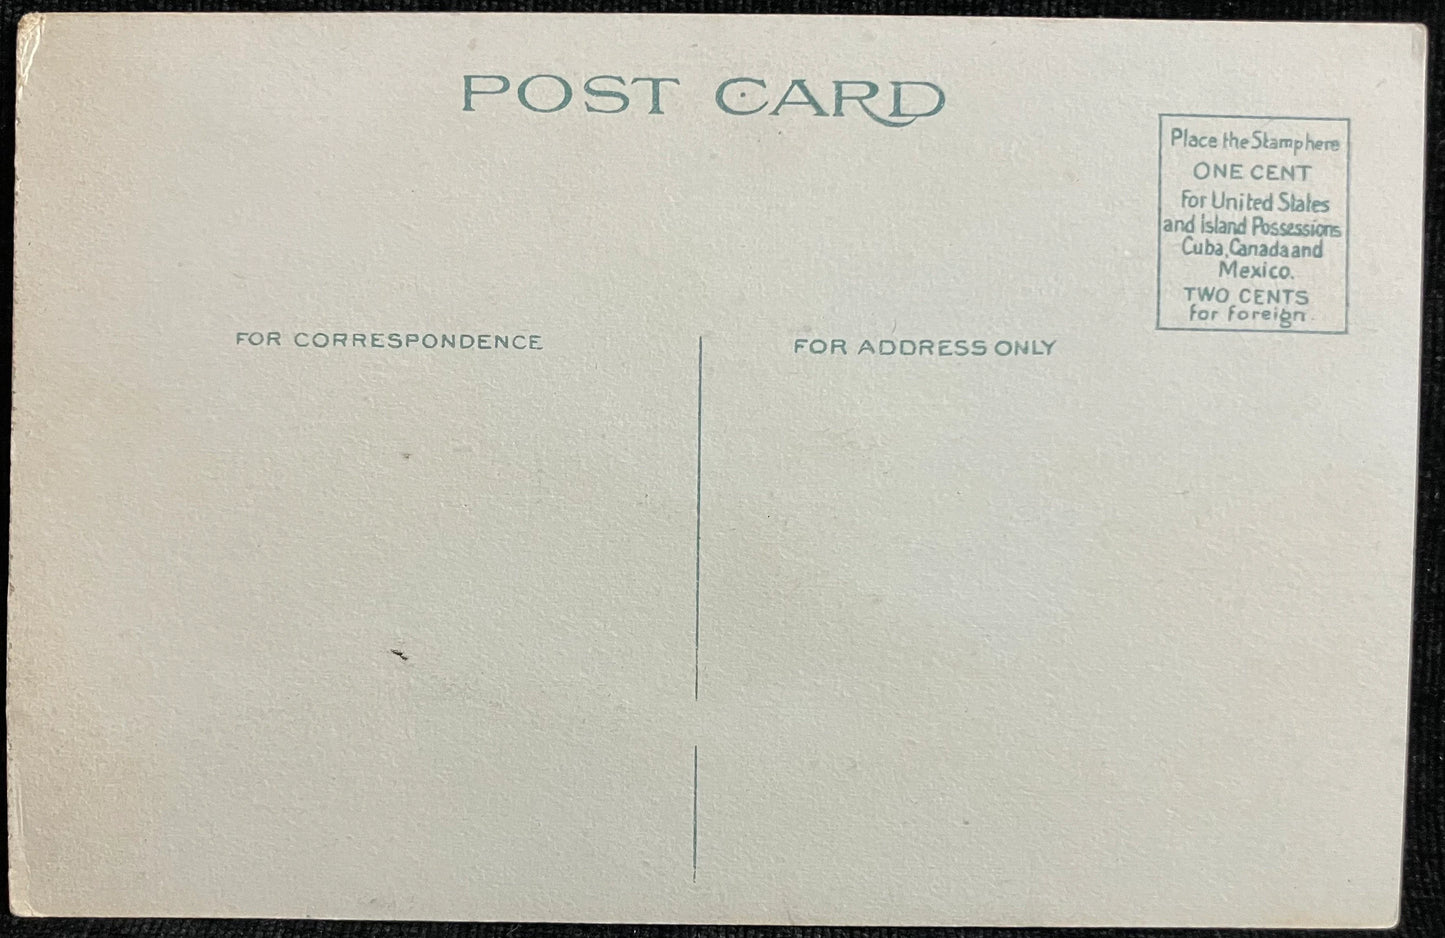 POST CARD
Place the Stamp here
ONE CENT
For United States
and Island Possessions
Cuba, Canada and
Mexico.
TWO CENTS
for foreign.
FOR CORRESPONDENCE
FOR ADDRESS ONLY